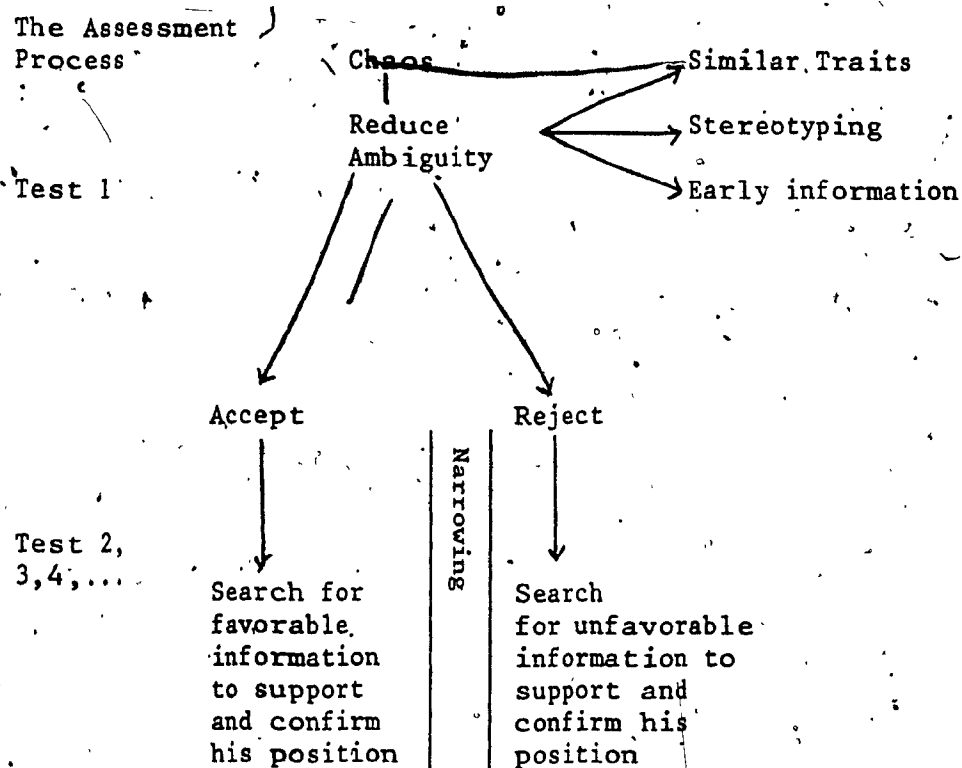 The Assessment
Process
Chaos
Similar Traits
Reduce
Ambiguity
Stereotyping
Test 1
Early information
Accept
Reject
Narrowing
Test 2,
3,4,...
Search for
favorable
information
to support
and confirm
his position
Search
for unfavorable
information to
support and
confirm his
position